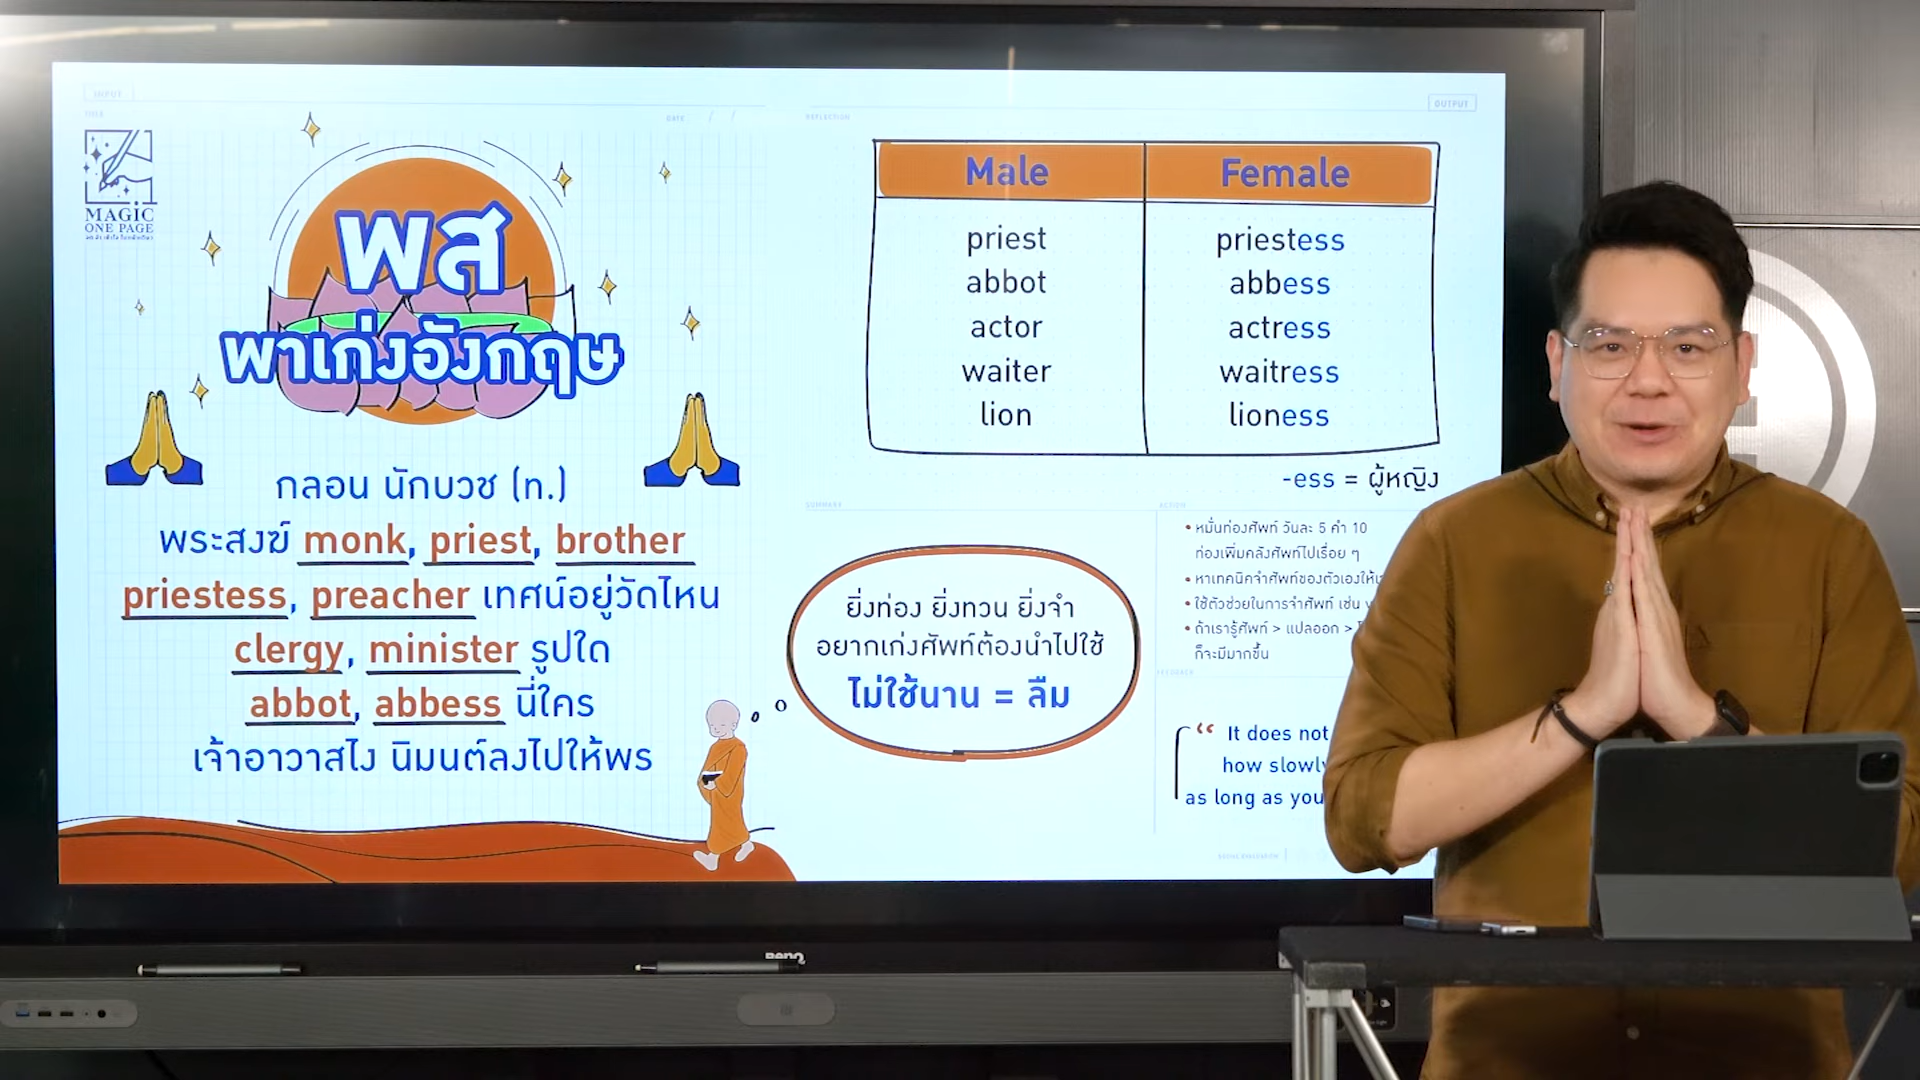 INPUT
TITLE
DATE / /
MAGIC
ONE PAGE
พส
พาเก่งอังกฤษ
กลอน นักบวช (n.)
พระสงฆ์ monk, priest, brother
priestess, preacher เทศน์อยู่วัดไหน
clergy, minister รูปใด
abbot, abbess นี่ใคร
เจ้าอาวาสไง นิมนต์ลงไปให้พร
REFLECTION
OUTPUT
Male Female
priest priestess
abbot abbess
actor actress
waiter waitress
lion lioness
-ess = ผู้หญิง
SUMMARY
ยิ่งท่อง ยิ่งทวน ยิ่งจำ
อยากเก่งศัพท์ต้องนำไปใช้
ไม่ใช้นาน = ลืม
ACTION
• หมั่นท่องศัพท์ วันละ 5 คำ 10
ท่องเพิ่มคลังศัพท์ไปเรื่อย ๆ
• หาเทคนิคจำศัพท์ของตัวเองให้
• ใช้ตัวช่วยในการจำศัพท์ เช่น
• ถ้าเรารู้ศัพท์ > แปลออก >
ก็จะมีมากขึ้น
FEEDBACK
“ It does not
how slowly
as long as you
BenQ